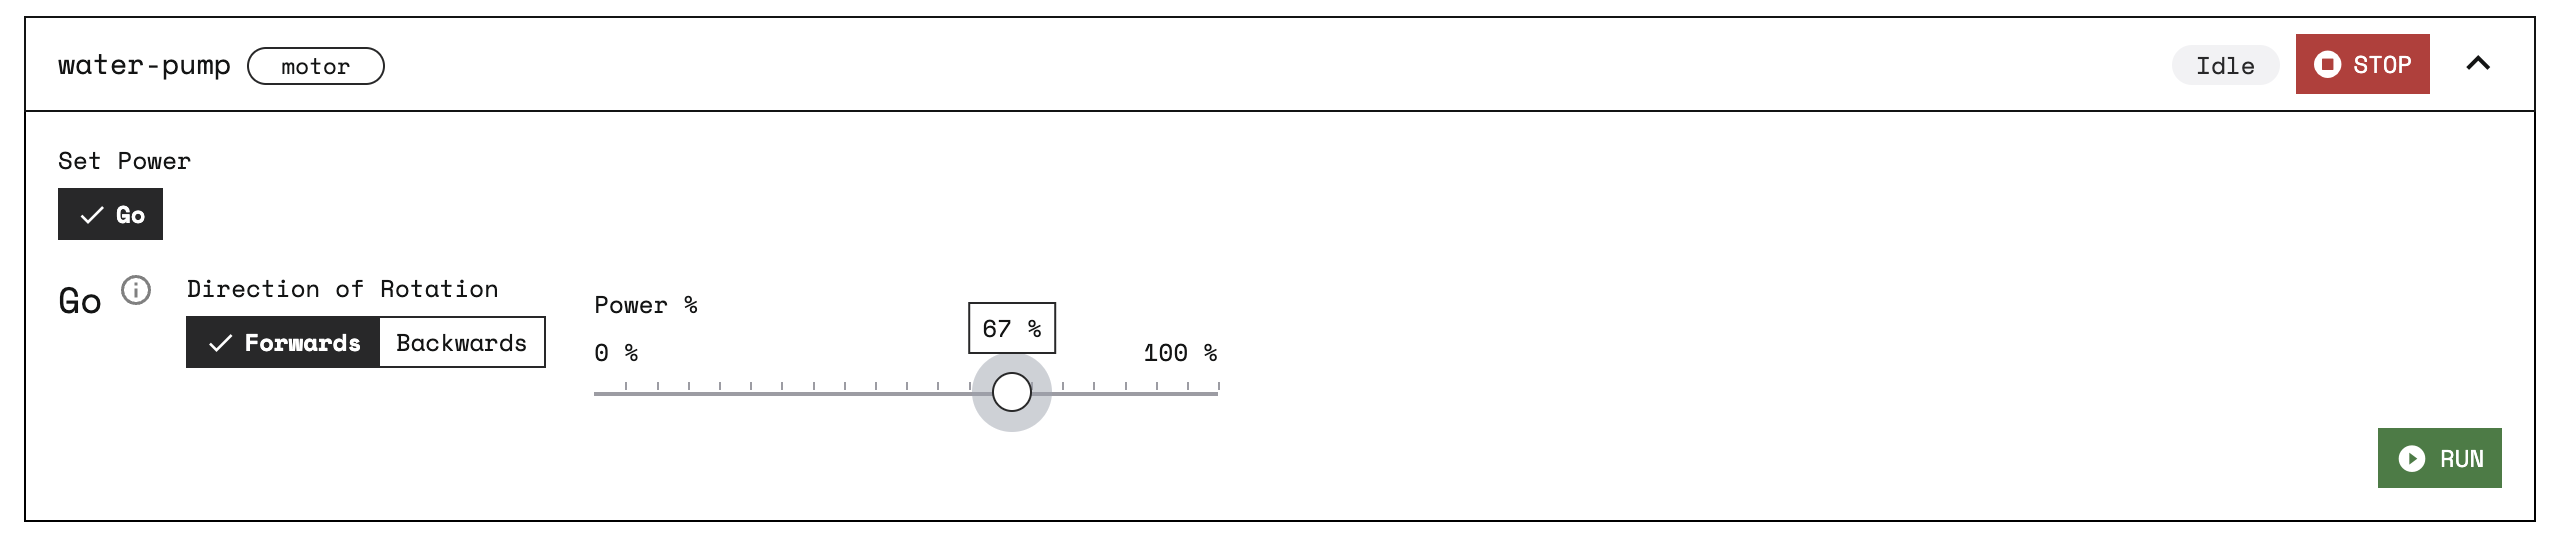 water-pump motor Idle STOP
Set Power
Go
Go Direction of Rotation
Forwards Backwards
Power %
67 %
0 % 100 %
RUN